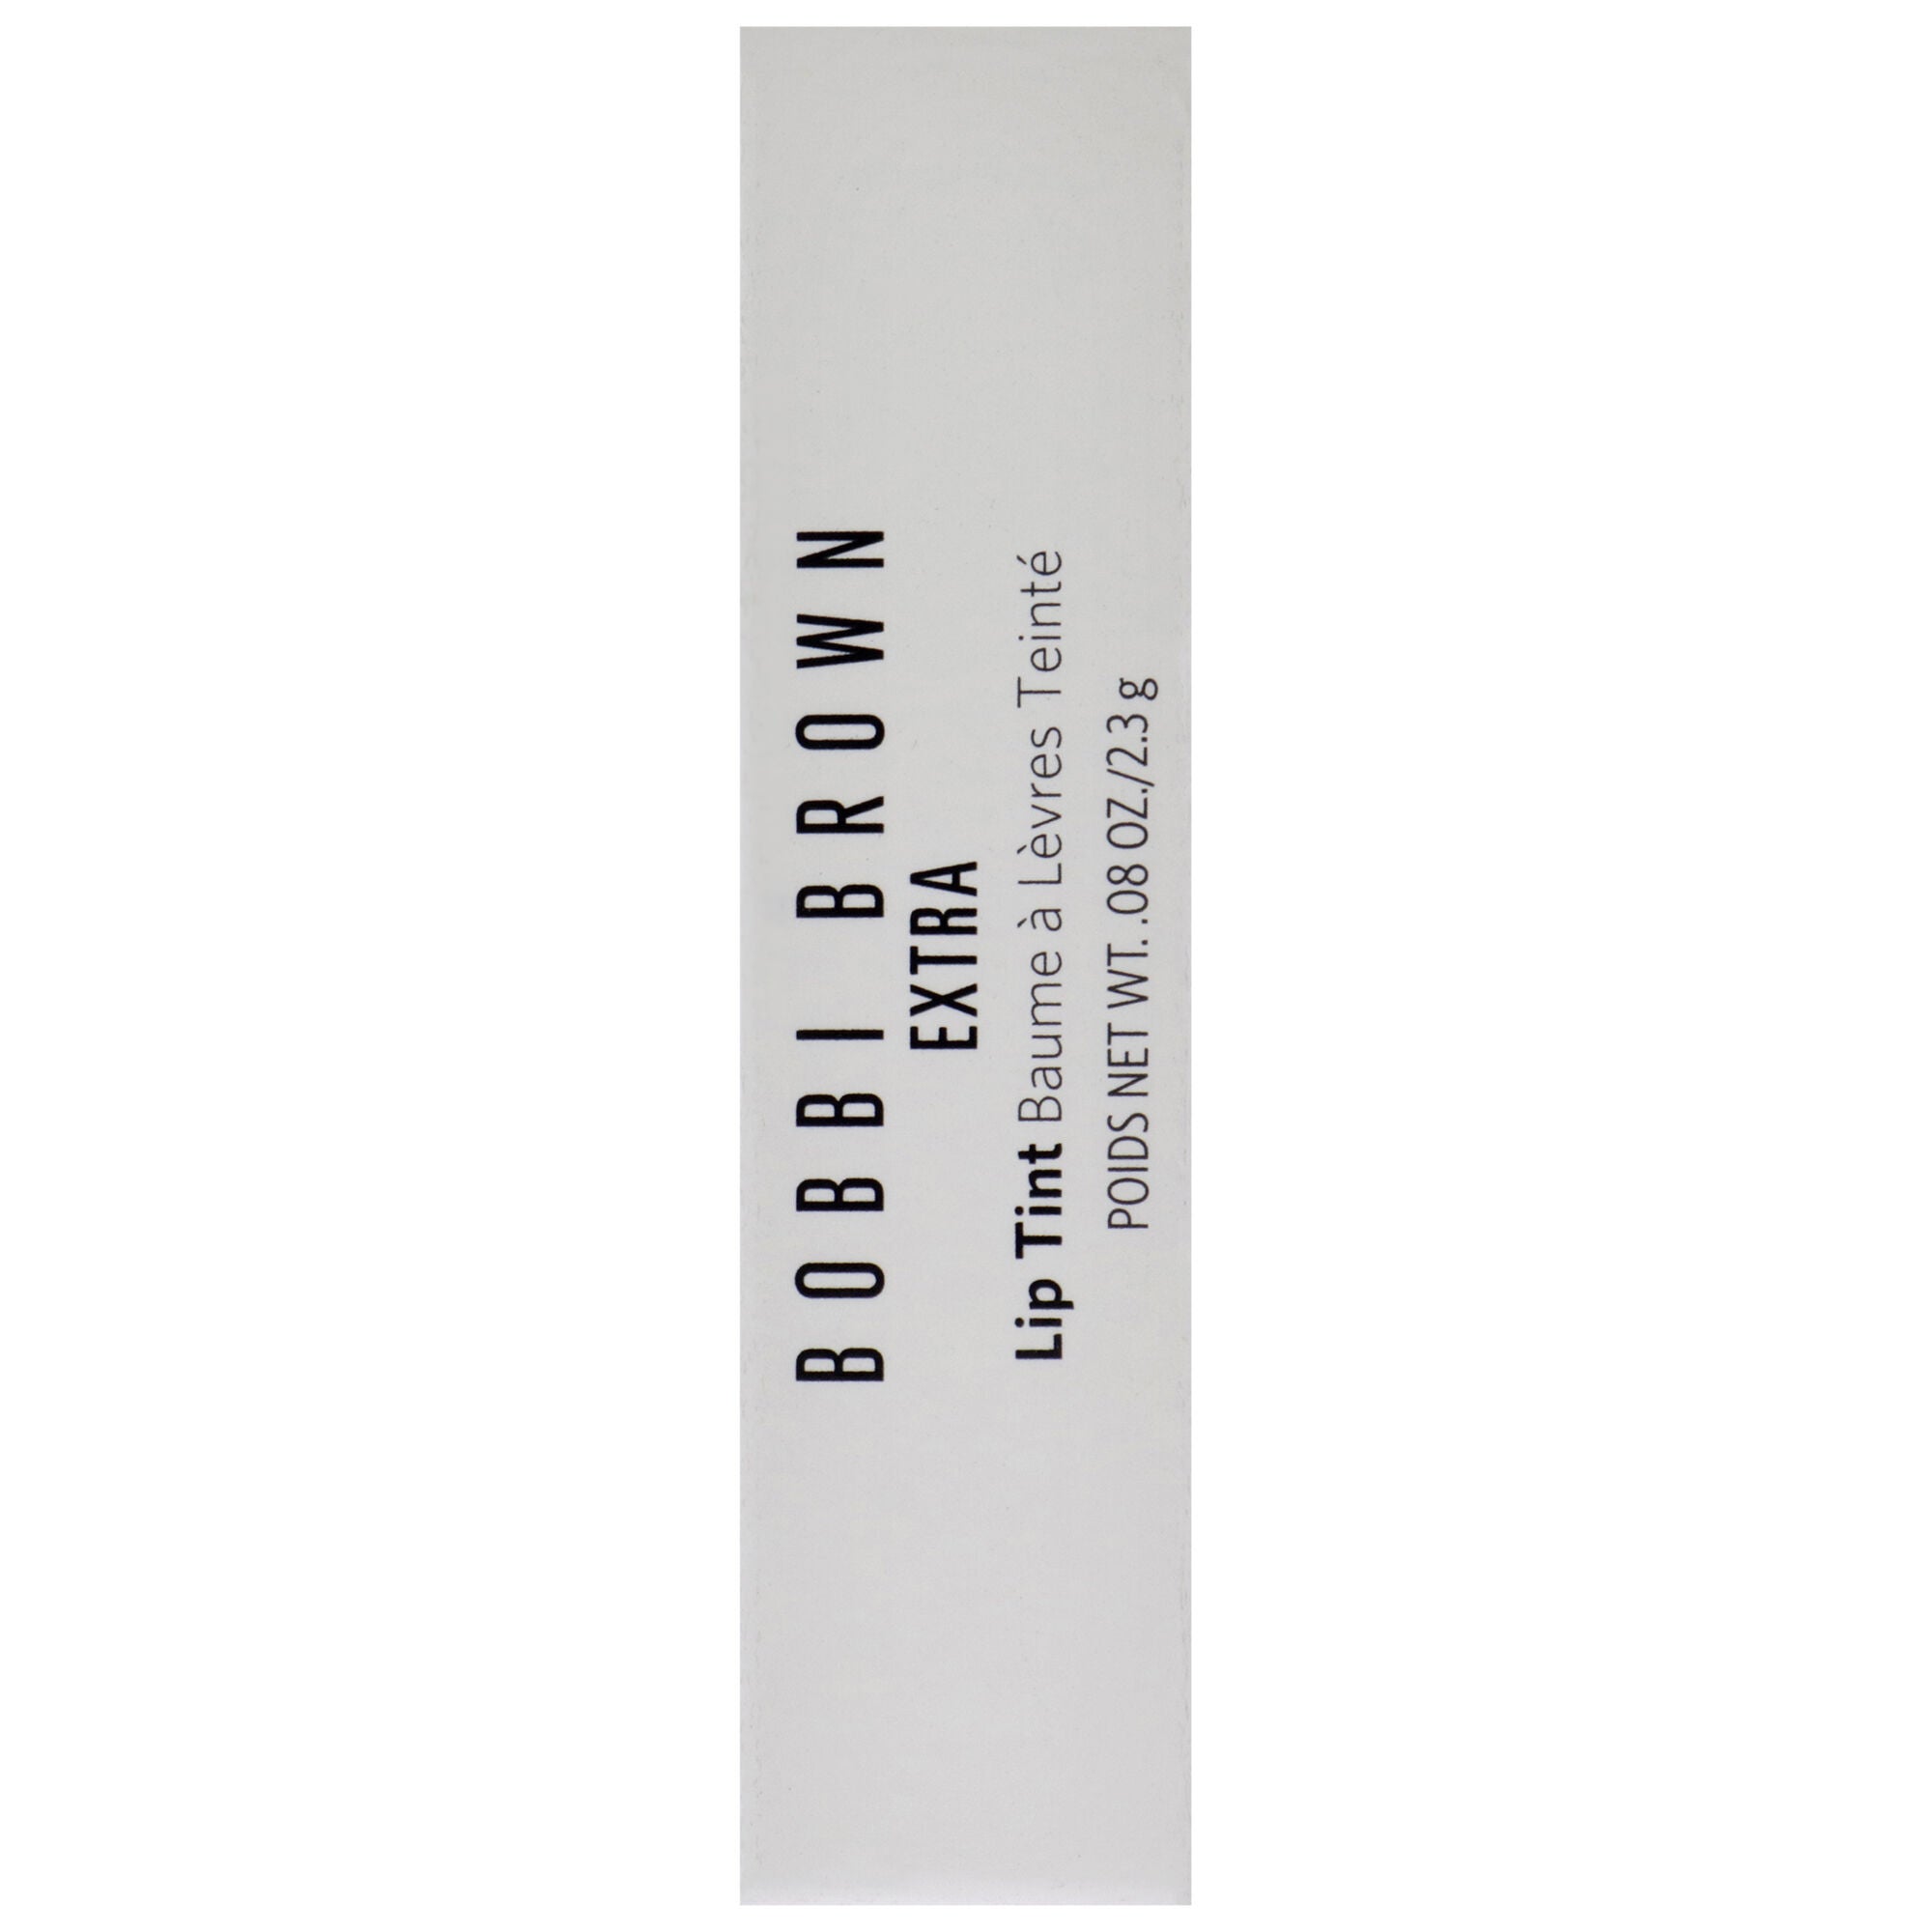 BOBBI BROWN
EXTRA
Lip Tint Baume à Lèvres Teinté
POIDS NET WT. .08 OZ./2.3 g